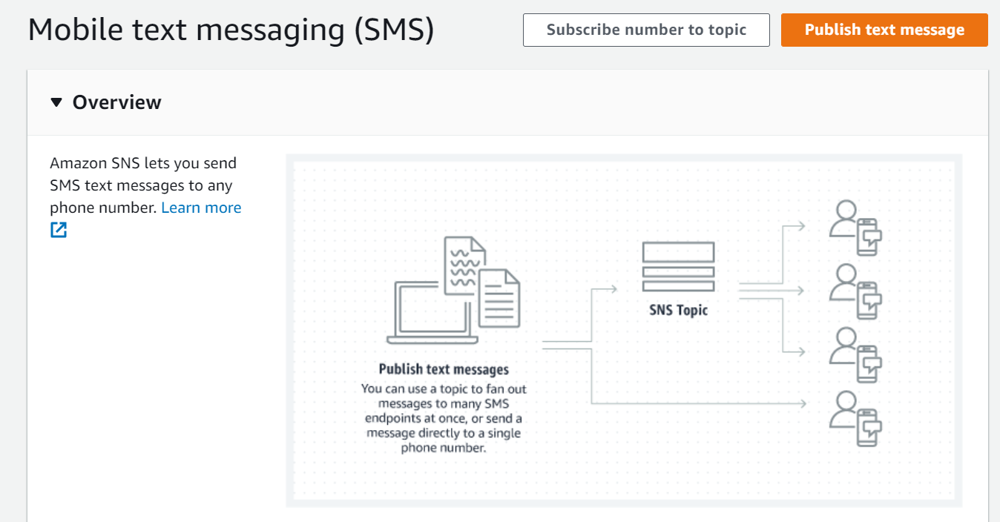 Mobile text messaging (SMS)
Subscribe number to topic
Publish text message
Overview
Amazon SNS lets you send
SMS text messages to any
phone number. Learn more
SNS Topic
Publish text messages
You can use a topic to fan out
messages to many SMS
endpoints at once, or send a
message directly to a single
phone number.